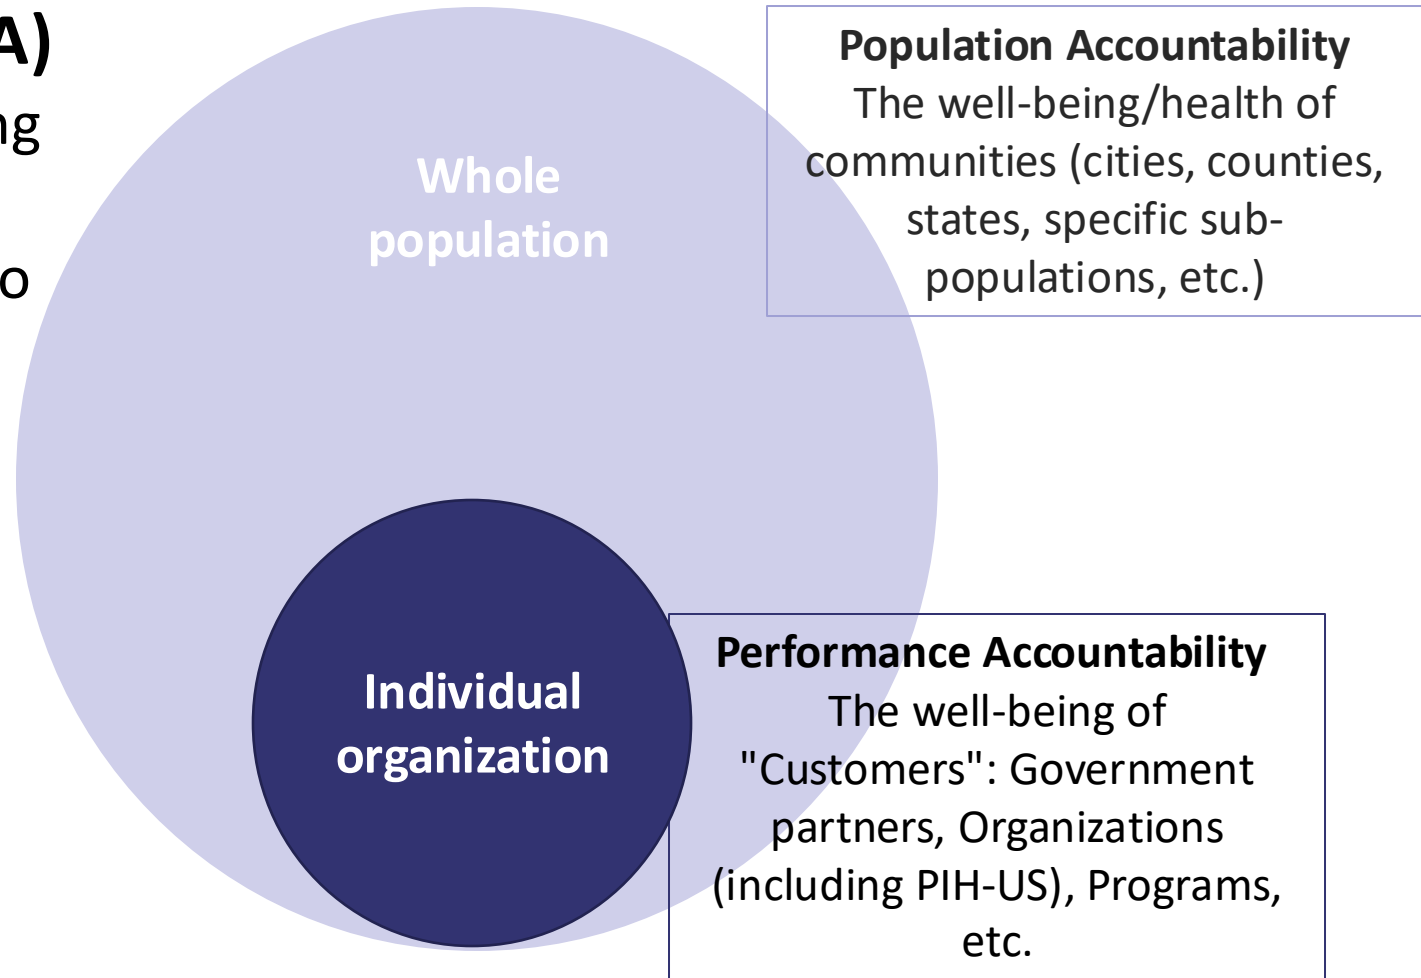 A)
ng
o
Whole
population
Population Accountability
The well-being/health of
communities (cities, counties,
states, specific sub-
populations, etc.)
Individual
organization
Performance Accountability
The well-being of
"Customers": Government
partners, Organizations
(including PIH-US), Programs,
etc.